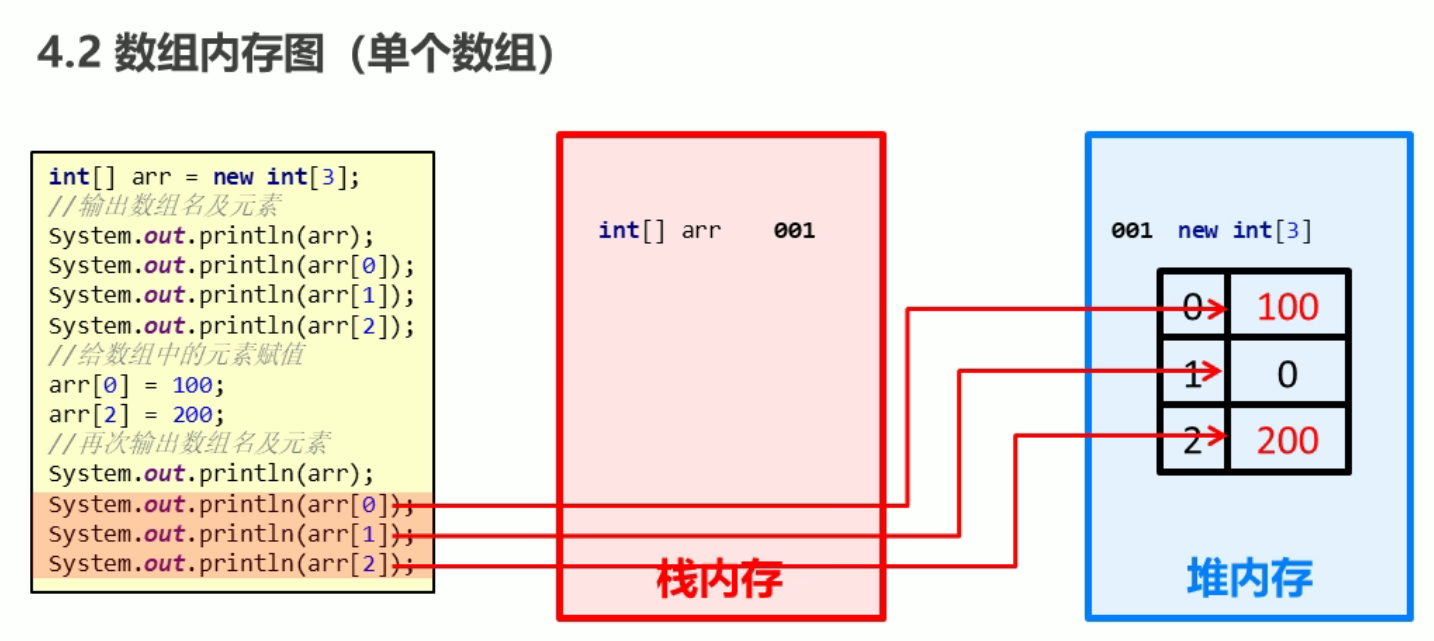 4.2 数组内存图（单个数组）
int[] arr = new int[3];
//输出数组名及元素
System.out.println(arr);
System.out.println(arr[0]);
System.out.println(arr[1]);
System.out.println(arr[2]);
//给数组中的元素赋值
arr[0] = 100;
arr[2] = 200;
//再次输出数组名及元素
System.out.println(arr);
System.out.println(arr[0]);
System.out.println(arr[1]);
System.out.println(arr[2]);
int[] arr 001
栈内存
001 new int[3]
0 100
1 0
2 200
堆内存